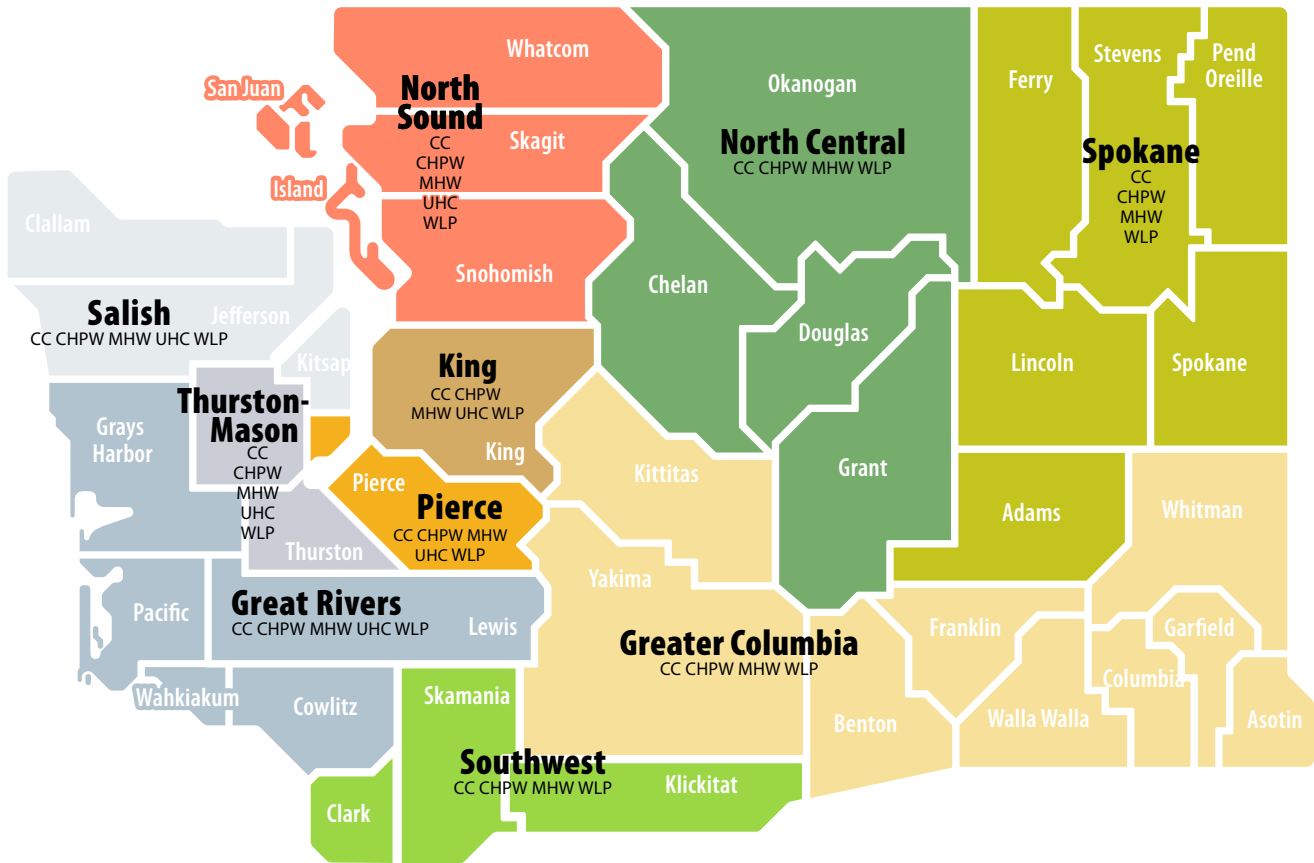 Whatcom
San Juan
North
Sound
CC
CHPW
MHW
UHC
WLP
Skagit
Island
Snohomish
Okanogan
North Central
CC CHPW MHW WLP
Chelan
Douglas
Grant
Ferry
Stevens
Pend
Oreille
Spokane
CC
CHPW
MHW
WLP
Lincoln
Spokane
Adams
Clallam
Salish
Jefferson
CC CHPW MHW UHC WLP
Kitsap
King
CC CHPW
MHW UHC WLP
King
Thurston-
Mason
CC
CHPW
MHW
UHC
WLP
Thurston
Grays
Harbor
Pierce
Pierce
CC CHPW MHW
UHC WLP
Kittitas
Whitman
Yakima
Pacific
Great Rivers
CC CHPW MHW UHC WLP
Lewis
Wahkiakum
Cowlitz
Greater Columbia
CC CHPW MHW WLP
Franklin
Garfield
Columbia
Benton
Walla Walla
Asotin
Skamania
Southwest
CC CHPW MHW WLP
Klickitat
Clark